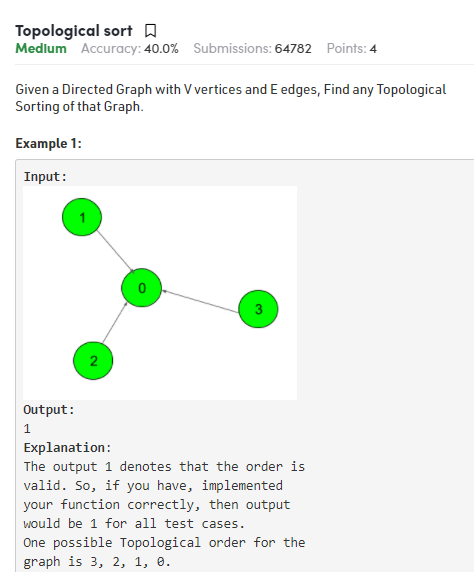 Topological sort
Medium Accuracy: 40.0% Submissions: 64782 Points: 4
Given a Directed Graph with V vertices and E edges, Find any Topological
Sorting of that Graph.
Example 1:
Input:
1
0
3
2
Output:
1
Explanation:
The output 1 denotes that the order is
valid. So, if you have, implemented
your function correctly, then output
would be 1 for all test cases.
One possible Topological order for the
graph is 3, 2, 1, 0.